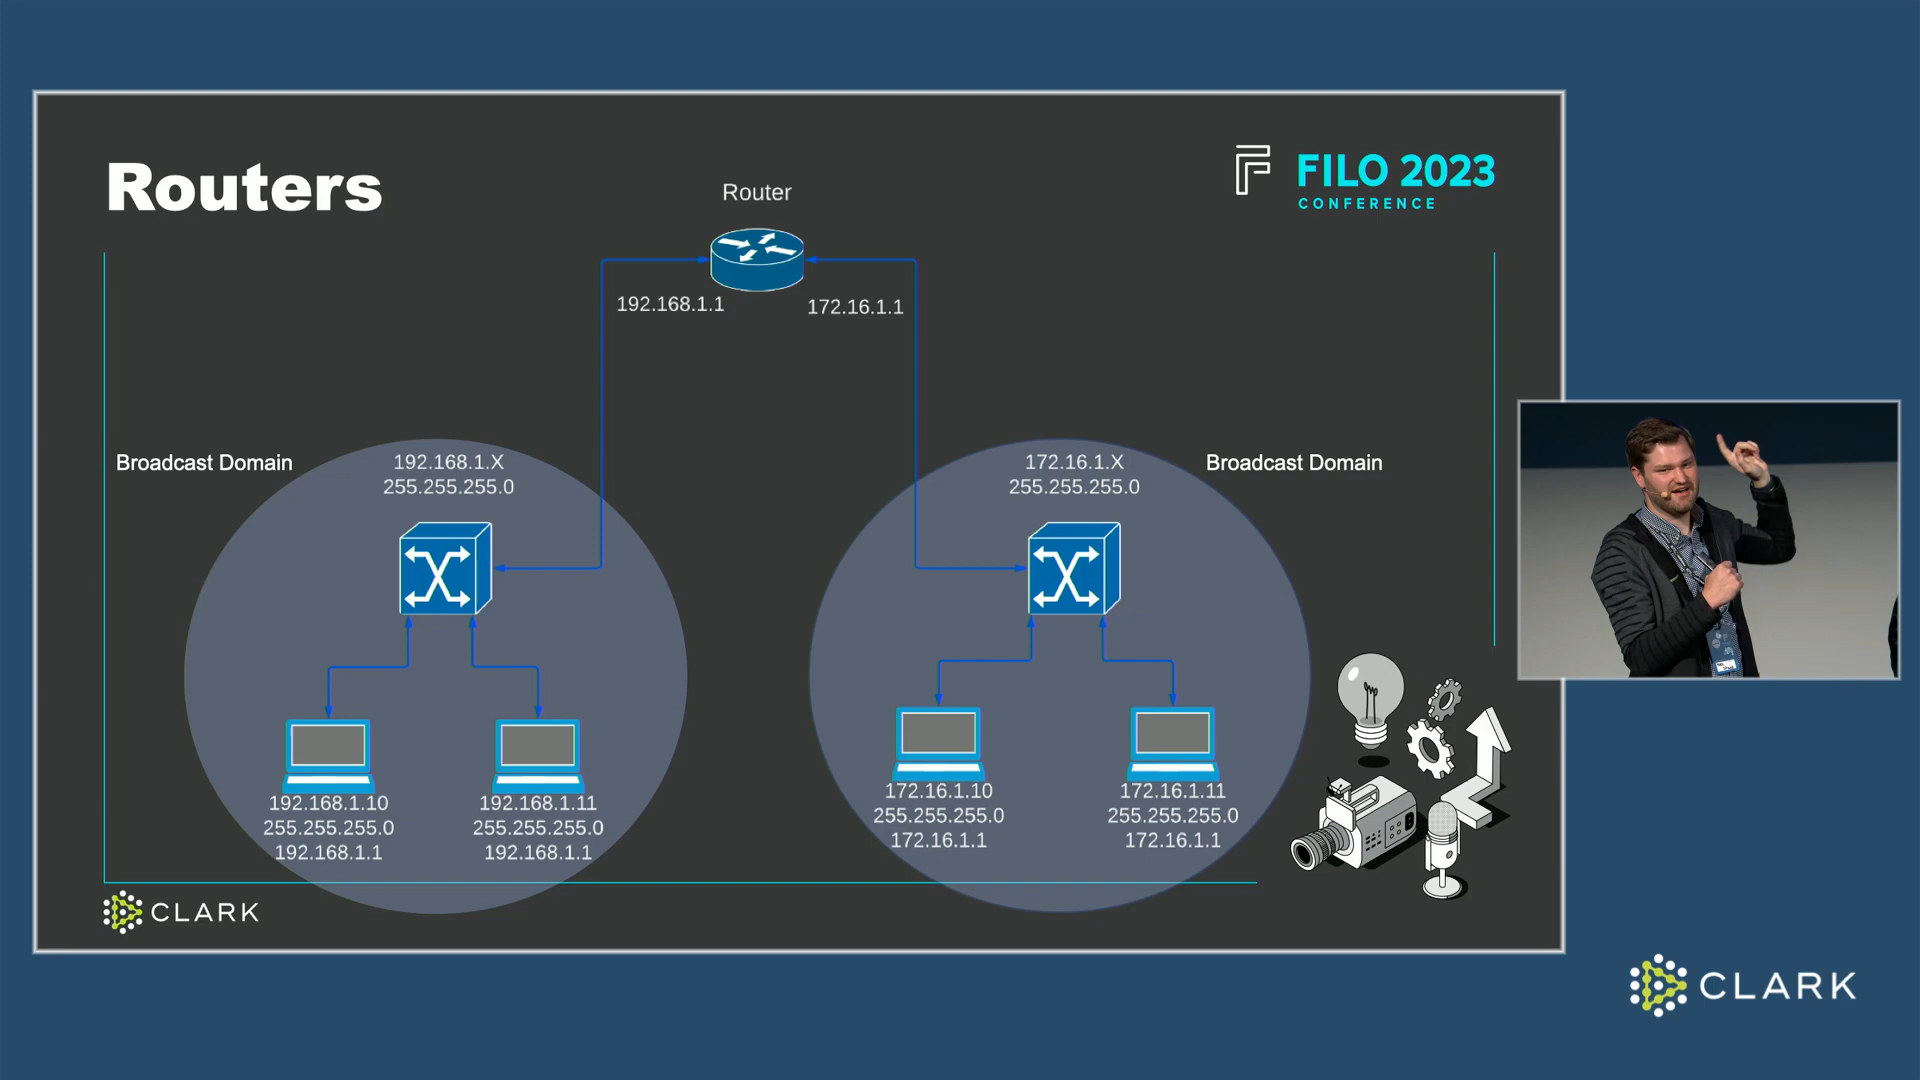 Routers
FILO 2023
CONFERENCE
Router
192.168.1.1
172.16.1.1
Broadcast Domain
192.168.1.X
255.255.255.0
172.16.1.X
255.255.255.0
Broadcast Domain
192.168.1.10
255.255.255.0
192.168.1.1
192.168.1.11
255.255.255.0
192.168.1.1
172.16.1.10
255.255.255.0
172.16.1.1
172.16.1.11
255.255.255.0
172.16.1.1
CLARK
CLARK